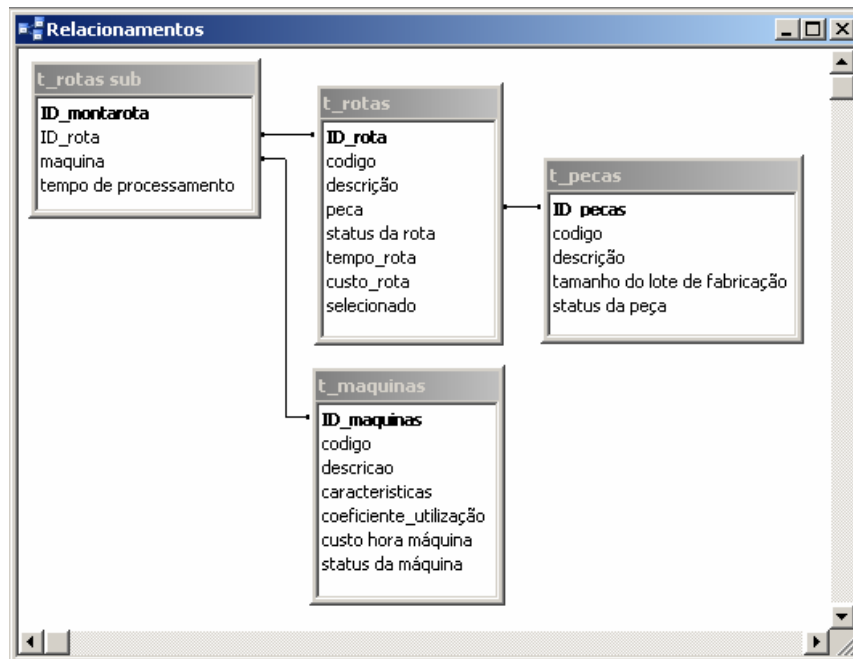 Relacionamentos
t_rotas sub
ID_montarota
ID_rota
maquina
tempo de processamento
t_rotas
ID_rota
codigo
descrição
peca
status da rota
tempo_rota
custo_rota
selecionado
t_pecas
ID_pecas
codigo
descrição
tamanho do lote de fabricação
status da peça
t_maquinas
ID_maquinas
codigo
descricao
caracteristicas
coeficiente_utilização
custo hora máquina
status da máquina